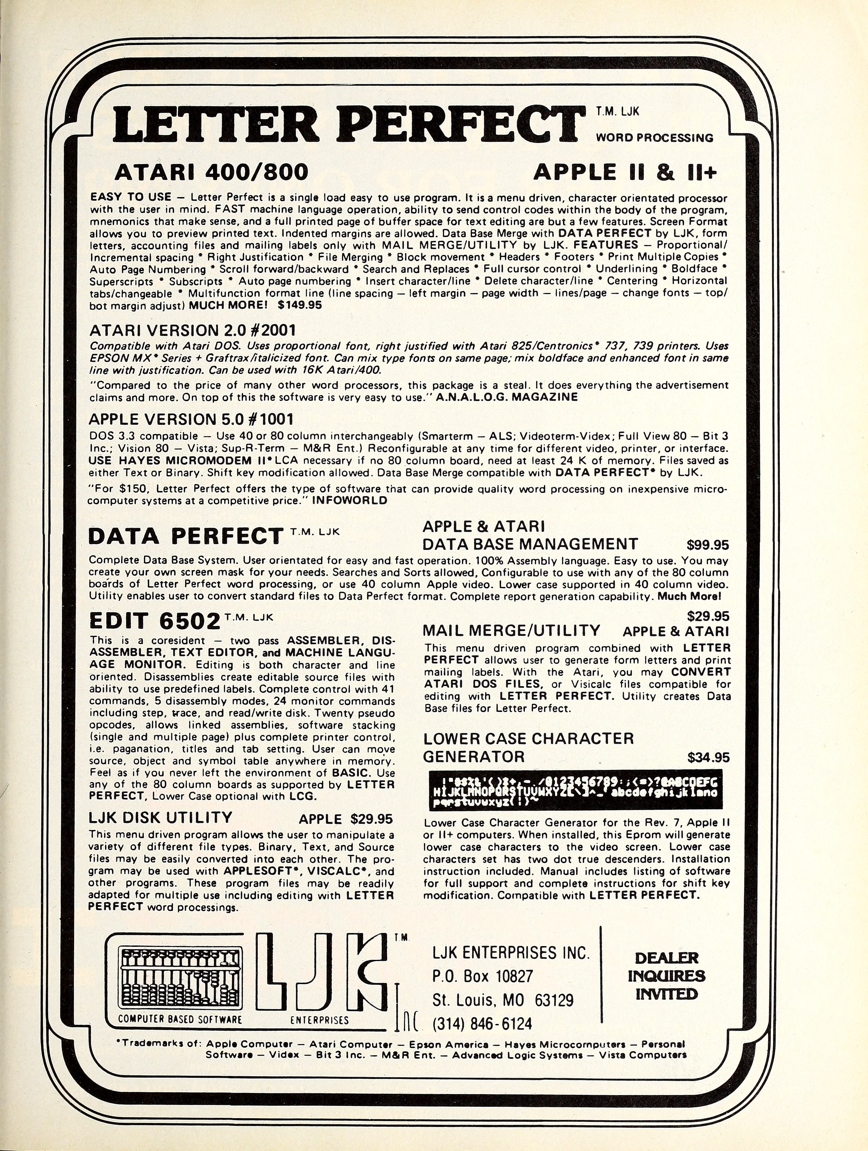 LETTER PERFECT T.M. LJK
WORD PROCESSING
ATARI 400/800 APPLE II & II+
EASY TO USE — Letter Perfect is a single load easy to use program. It is a menu driven, character orientated processor
with the user in mind. FAST machine language operation, ability to send control codes within the body of the program,
mnemonics that make sense, and a full printed page of buffer space for text editing are but a few features. Screen Format
allows you to preview printed text. Indented margins are allowed. Data Base Merge with DATA PERFECT by LJK, form
letters, accounting files and mailing labels only with MAIL MERGE/UTILITY by LJK. FEATURES — Proportional/
Incremental spacing * Right Justification * File Merging * Block movement * Headers * Footers * Print Multiple Copies *
Auto Page Numbering * Scroll forward/backward * Search and Replaces * Full cursor control * Underlining * Boldface *
Superscripts * Subscripts * Auto page numbering * Insert character/line * Delete character/line * Centering * Horizontal
tabs/changeable * Multifunction format line (line spacing — left margin — page width — lines/page — change fonts — top/
bot margin adjust) MUCH MORE! $149.95
ATARI VERSION 2.0 #2001
Compatible with Atari DOS. Uses proportional font, right justified with Atari 825/Centronics* 737, 739 printers. Uses
EPSON MX* Series + Graftrax/italicized font. Can mix type fonts on same page; mix boldface and enhanced font in same
line with justification. Can be used with 16K Atari/400.
"Compared to the price of many other word processors, this package is a steal. It does everything the advertisement
claims and more. On top of this the software is very easy to use." A.N.A.L.O.G. MAGAZINE
APPLE VERSION 5.0 #1001
DOS 3.3 compatible — Use 40 or 80 column interchangeably (Smarterm — ALS; Videoterm-Videx; Full View 80 — Bit 3
Inc.; Vision 80 — Vista; Sup-R-Term — M&R Ent.) Reconfigurable at any time for different video, printer, or interface.
USE HAYES MICROMODEM II* LCA necessary if no 80 column board, need at least 24 K of memory. Files saved as
either Text or Binary. Shift key modification allowed. Data Base Merge compatible with DATA PERFECT* by LJK.
"For $150, Letter Perfect offers the type of software that can provide quality word processing on inexpensive micro-
computer systems at a competitive price." INFOWORLD
DATA PERFECT T.M. LJK
APPLE & ATARI
DATA BASE MANAGEMENT $99.95
Complete Data Base System. User orientated for easy and fast operation. 100% Assembly language. Easy to use. You may
create your own screen mask for your needs. Searches and Sorts allowed, Configurable to use with any of the 80 column
boards of Letter Perfect word processing, or use 40 column Apple video. Lower case supported in 40 column video.
Utility enables user to convert standard files to Data Perfect format. Complete report generation capability. Much More!
EDIT 6502 T.M. LJK
This is a coresident — two pass ASSEMBLER, DIS-
ASSEMBLER, TEXT EDITOR, and MACHINE LANGU-
AGE MONITOR. Editing is both character and line
oriented. Disassemblies create editable source files with
ability to use predefined labels. Complete control with 41
commands, 5 disassembly modes, 24 monitor commands
including step, trace, and read/write disk. Twenty pseudo
opcodes, allows linked assemblies, software stacking
(single and multiple page) plus complete printer control,
i.e. paganation, titles and tab setting. User can move
source, object and symbol table anywhere in memory.
Feel as if you never left the environment of BASIC. Use
any of the 80 column boards as supported by LETTER
PERFECT, Lower Case optional with LCG.
LJK DISK UTILITY APPLE $29.95
This menu driven program allows the user to manipulate a
variety of different file types. Binary, Text, and Source
files may be easily converted into each other. The pro-
gram may be used with APPLESOFT*, VISCALC*, and
other programs. These program files may be readily
adapted for multiple use including editing with LETTER
PERFECT word processings.
$29.95
MAIL MERGE/UTILITY APPLE & ATARI
This menu driven program combined with LETTER
PERFECT allows user to generate form letters and print
mailing labels. With the Atari, you may CONVERT
ATARI DOS FILES, or Visicalc files compatible for
editing with LETTER PERFECT. Utility creates Data
Base files for Letter Perfect.
LOWER CASE CHARACTER
GENERATOR $34.95
!"#$%&'()*+,-./0123456789:;<=>?@ABCDEFG
HIJKLMNOPQRSTUVWXYZ[\]^_`abcdefghijklmno
pqrstuvwxyz{|}~
Lower Case Character Generator for the Rev. 7, Apple II
or II+ computers. When installed, this Eprom will generate
lower case characters to the video screen. Lower case
characters set has two dot true descenders. Installation
instruction included. Manual includes listing of software
for full support and complete instructions for shift key
modification. Compatible with LETTER PERFECT.
COMPUTER BASED SOFTWARE
LJK TM
ENTERPRISES INC
LJK ENTERPRISES INC.
P.O. Box 10827
St. Louis, MO 63129
(314) 846-6124
DEALER
INQUIRES
INVITED
*Trademarks of: Apple Computer — Atari Computer — Epson America — Hayes Microcomputers — Personal
Software — Videx — Bit 3 Inc. — M&R Ent. — Advanced Logic Systems — Vista Computers